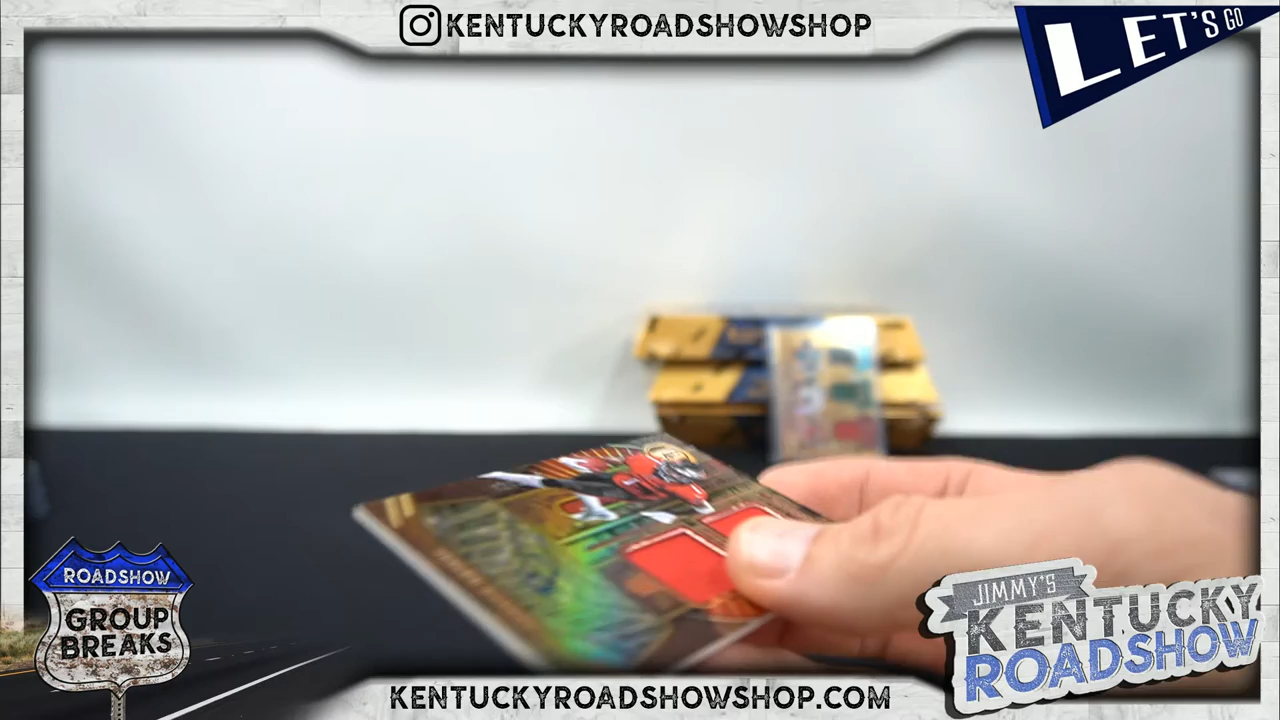 KENTUCKYROADSHOWSHOP
LET'S GO
ROADSHOW
GROUP
BREAKS
JIMMY'S
KENTUCKY
ROADSHOW
KENTUCKYROADSHOWSHOP.COM